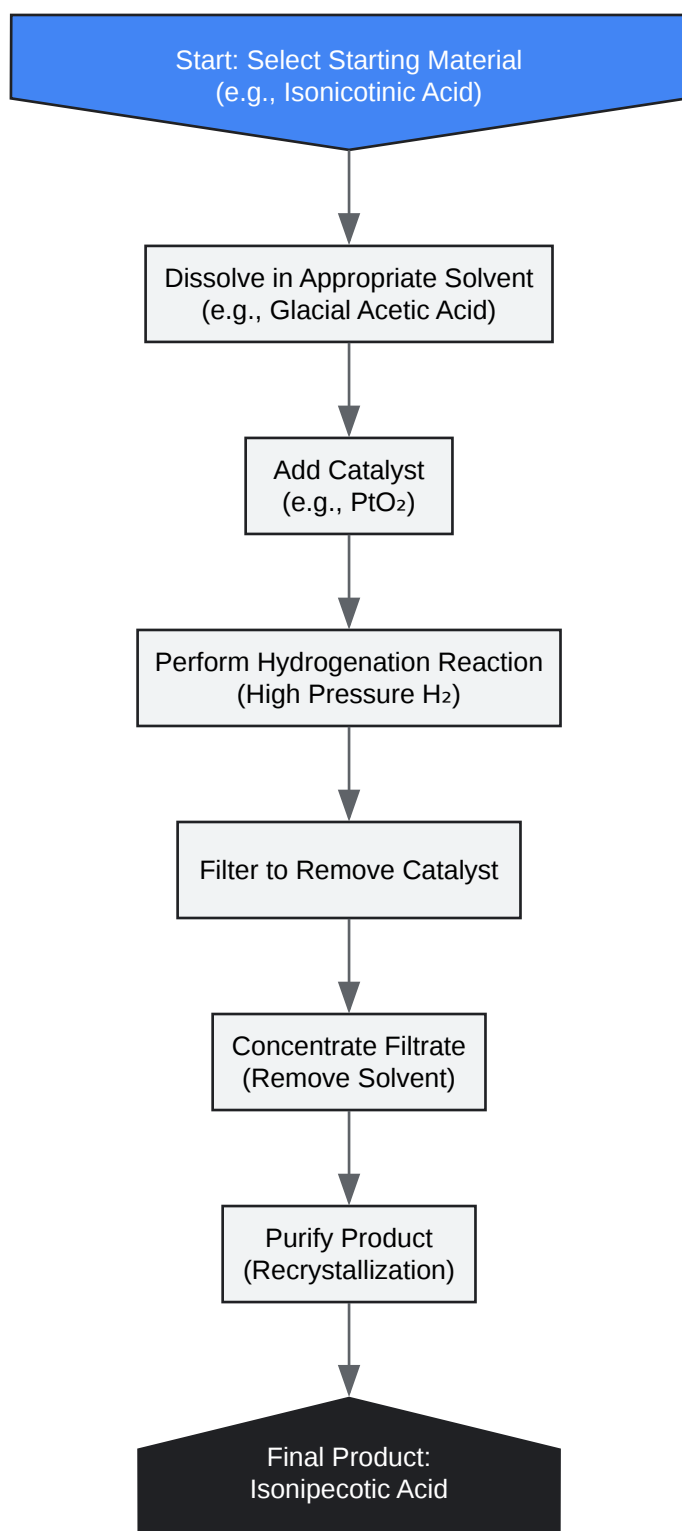 Start: Select Starting Material
(e.g., Isonicotinic Acid)
Dissolve in Appropriate Solvent
(e.g., Glacial Acetic Acid)
Add Catalyst
(e.g., PtO₂)
Perform Hydrogenation Reaction
(High Pressure H₂)
Filter to Remove Catalyst
Concentrate Filtrate
(Remove Solvent)
Purify Product
(Recrystallization)
Final Product:
Isonipecotic Acid